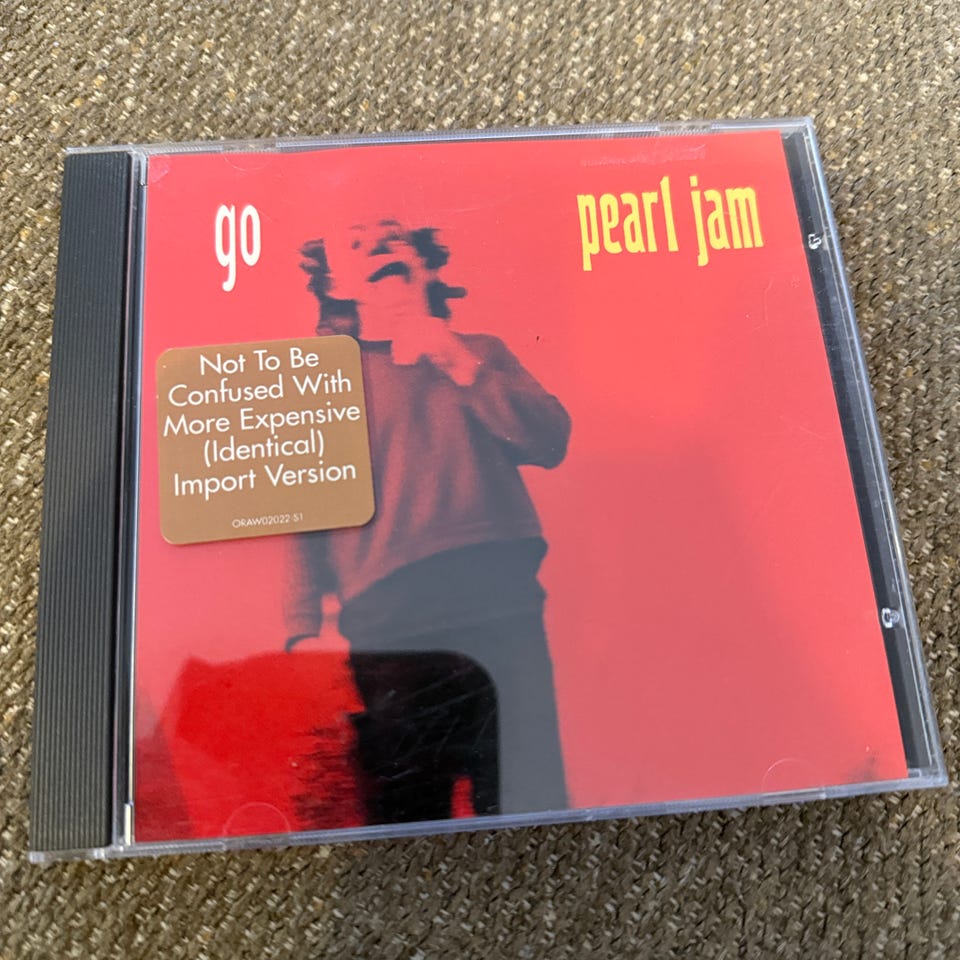 go
pearl jam
Not To Be
Confused With
More Expensive
(Identical)
Import Version
ORAW02022-S1